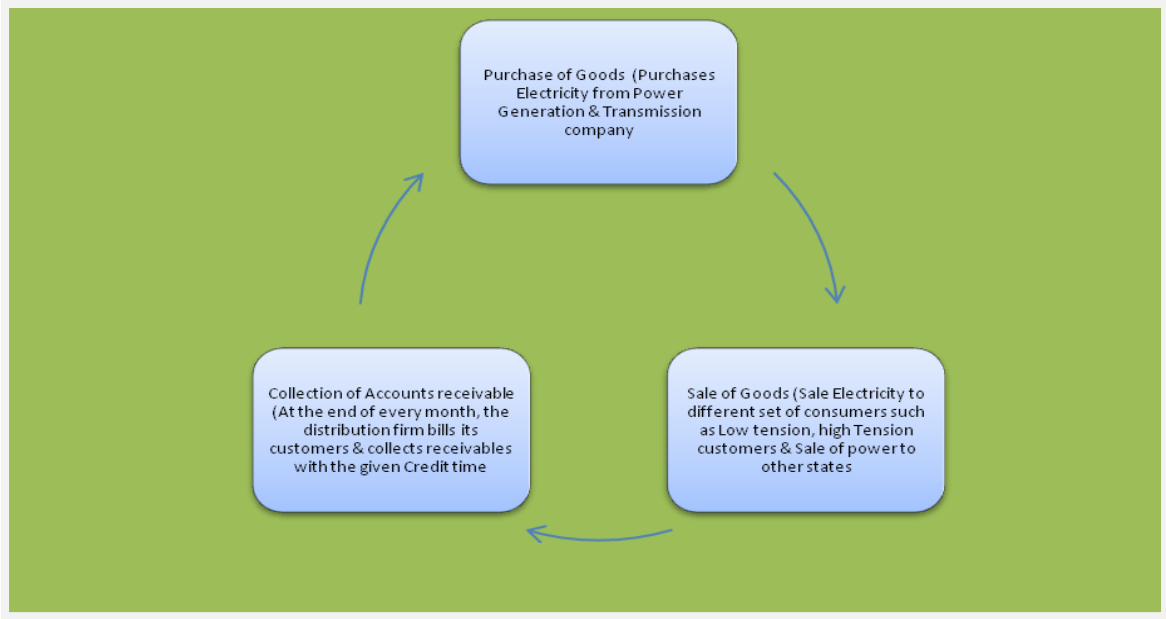 Purchase of Goods (Purchases
Electricity from Power
Generation & Transmission
company
Sale of Goods (Sale Electricity to
different set of consumers such
as Low tension, high Tension
customers & Sale of power to
other states
Collection of Accounts receivable
(At the end of every month, the
distribution firm bills its
customers & collects receivables
with the given Credit time